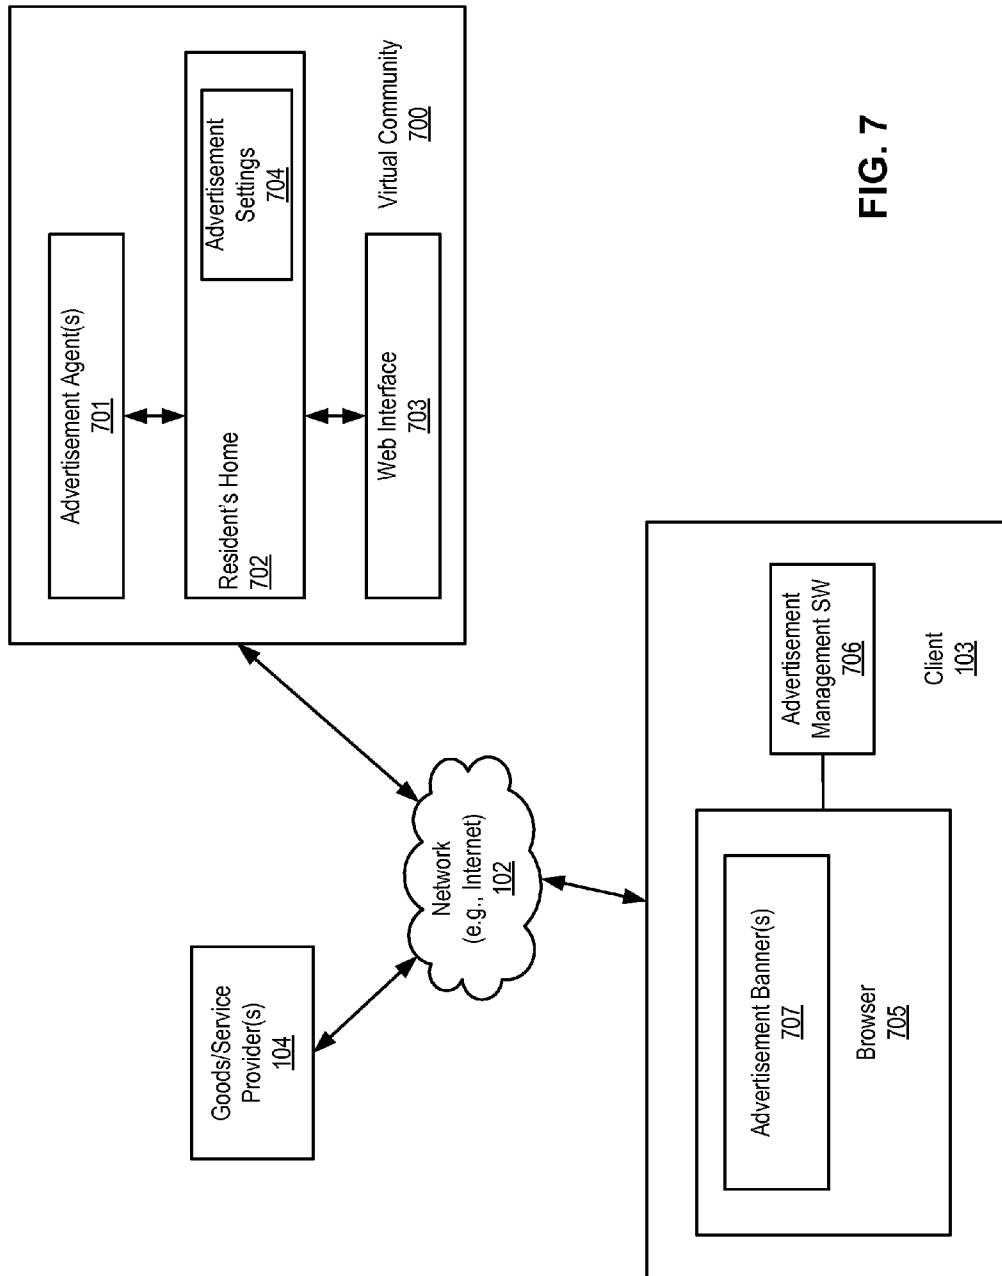 Goods/Service
Provider(s)
104
Network
(e.g., Internet)
102
Advertisement Agent(s)
701
Resident's Home
702
Advertisement
Settings
704
Web Interface
703
Virtual Community
700
Advertisement Banner(s)
707
Browser
705
Advertisement
Management SW
706
Client
103
FIG. 7